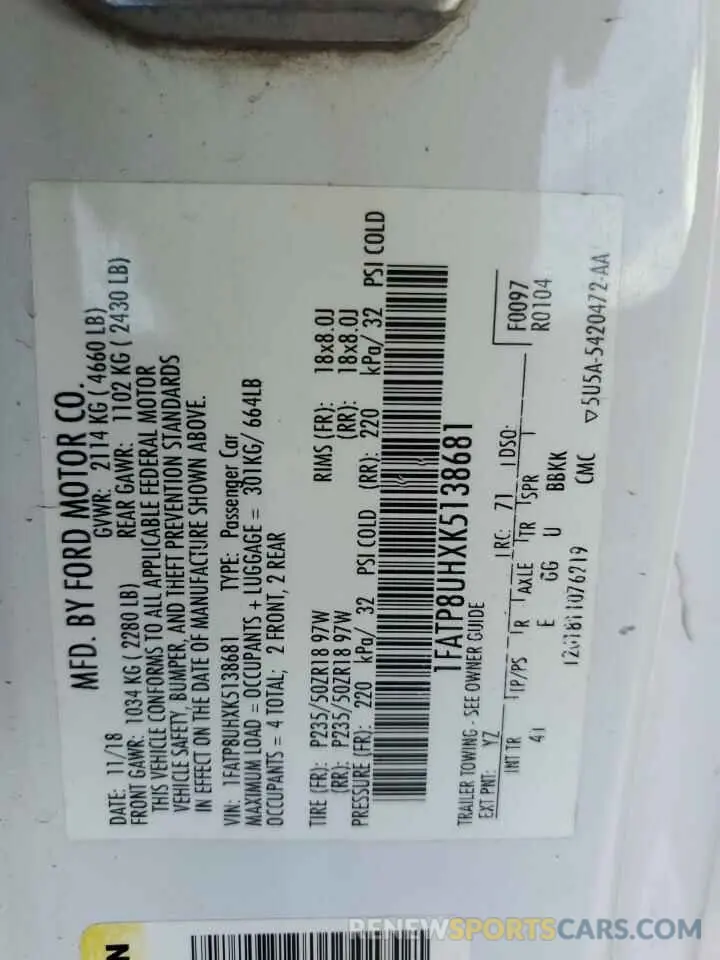 MFD. BY FORD MOTOR CO.
DATE: 11/18 GVWR: 2114 KG ( 4660 LB)
FRONT GAWR: 1034 KG ( 2280 LB) REAR GAWR: 1102 KG ( 2430 LB)
THIS VEHICLE CONFORMS TO ALL APPLICABLE FEDERAL MOTOR
VEHICLE SAFETY, BUMPER, AND THEFT PREVENTION STANDARDS
IN EFFECT ON THE DATE OF MANUFACTURE SHOWN ABOVE.
VIN: 1FATP8UHXK5138681 TYPE: Passenger Car
MAXIMUM LOAD = OCCUPANTS + LUGGAGE = 301KG/ 664LB
OCCUPANTS = 4 TOTAL; 2 FRONT, 2 REAR
TIRE (FR): P235/50ZR18 97W RIMS (FR): 18x8.0J
(RR): P235/50ZR18 97W (RR): 18x8.0J
PRESSURE (FR): 220 kPa/ 32 PSI COLD (RR): 220 kPa/ 32 PSI COLD
1FATP8UHXK5138681
TRAILER TOWING - SEE OWNER GUIDE
EXT PNT: YZ RC: 71 DSO: F0097
R0104
INT TR TP/PS R AXLE TR SPR
41 E GG U BBKK
CMC
▽5U5A-5420472-AA
N
RENEWSPORTSCARS.COM